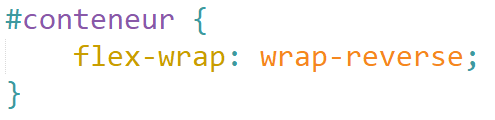 #conteneur {
    flex-wrap: wrap-reverse;
}